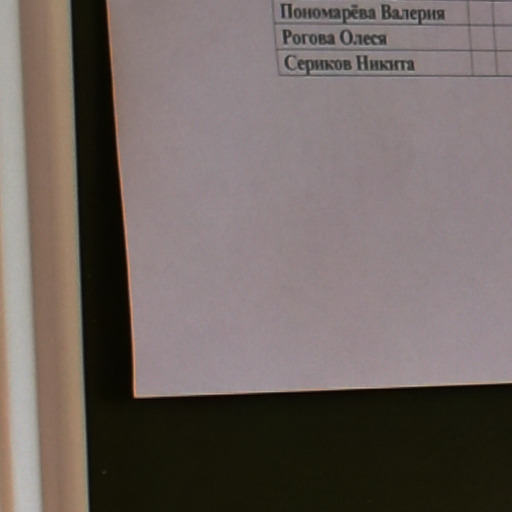 Пономарёва Валерия
Рогова Олеся
Сериков Никита